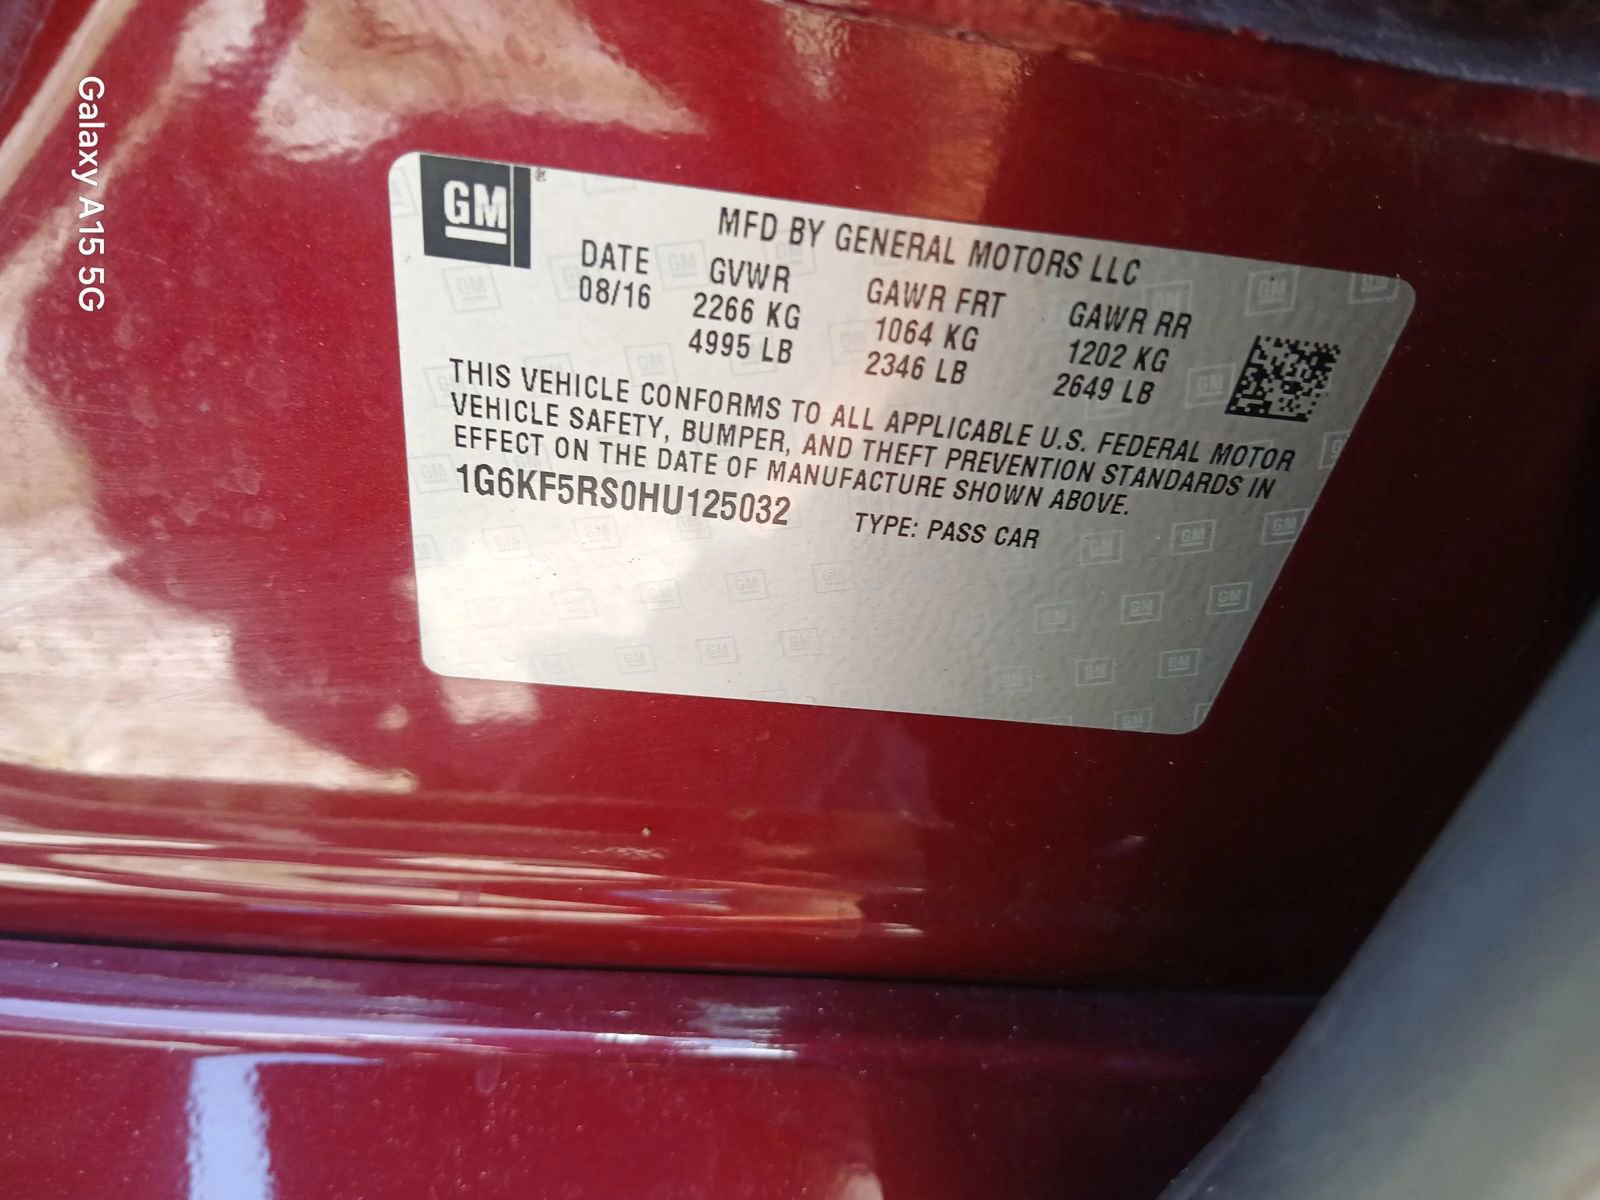 GM
MFD BY GENERAL MOTORS LLC
DATE GVWR GAWR FRT GAWR RR
08/16 2266 KG 1064 KG 1202 KG
4995 LB 2346 LB 2649 LB
THIS VEHICLE CONFORMS TO ALL APPLICABLE U.S. FEDERAL MOTOR
VEHICLE SAFETY, BUMPER, AND THEFT PREVENTION STANDARDS IN
EFFECT ON THE DATE OF MANUFACTURE SHOWN ABOVE.
1G6KF5RS0HU125032 TYPE: PASS CAR
Galaxy A15 5G